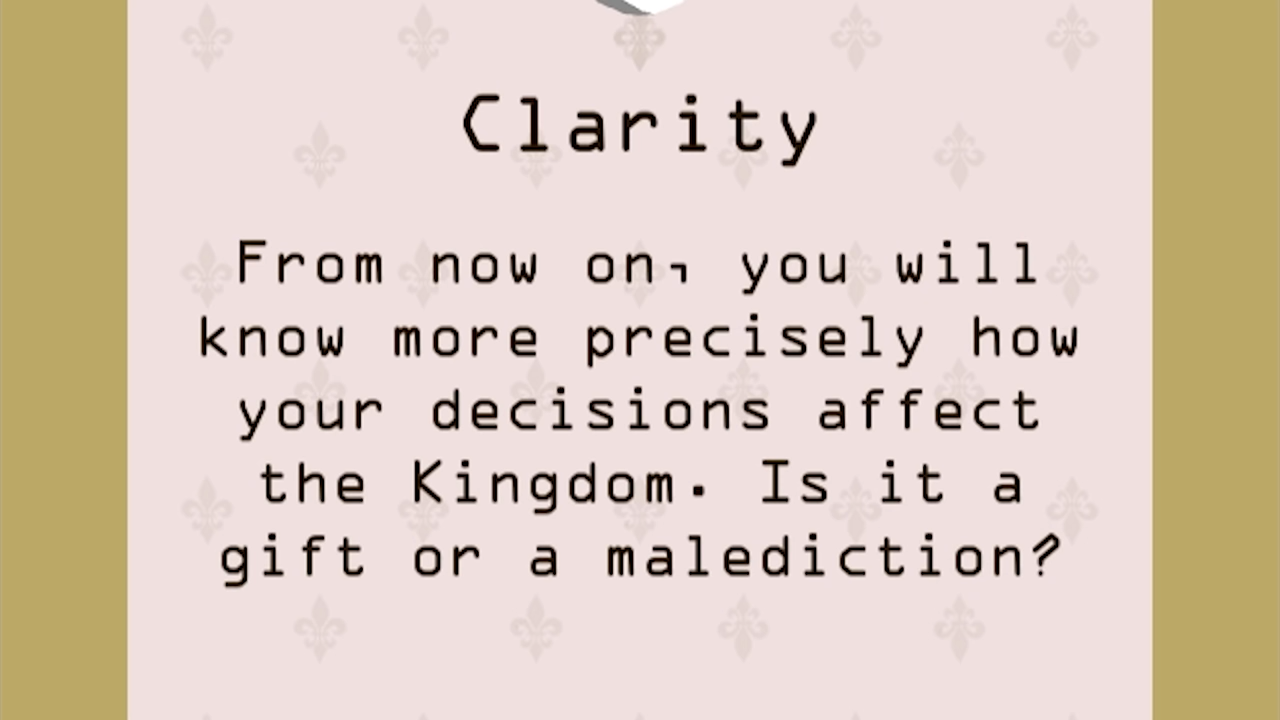 Clarity
From now on, you will
know more precisely how
your decisions affect
the Kingdom. Is it a
gift or a malediction?